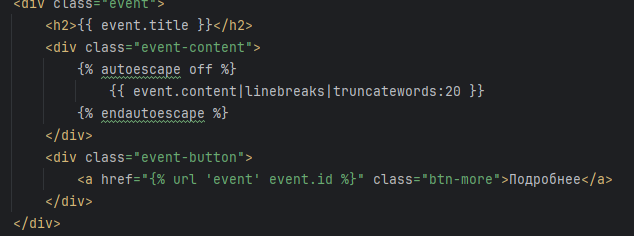 <div class="event">
<h2>{{ event.title }}</h2>
<div class="event-content">
{% autoescape off %}
{{ event.content|linebreaks|truncatewords:20 }}
{% endautoescape %}
</div>
<div class="event-button">
<a href="{% url 'event' event.id %}" class="btn-more">Подробнее</a>
</div>
</div>